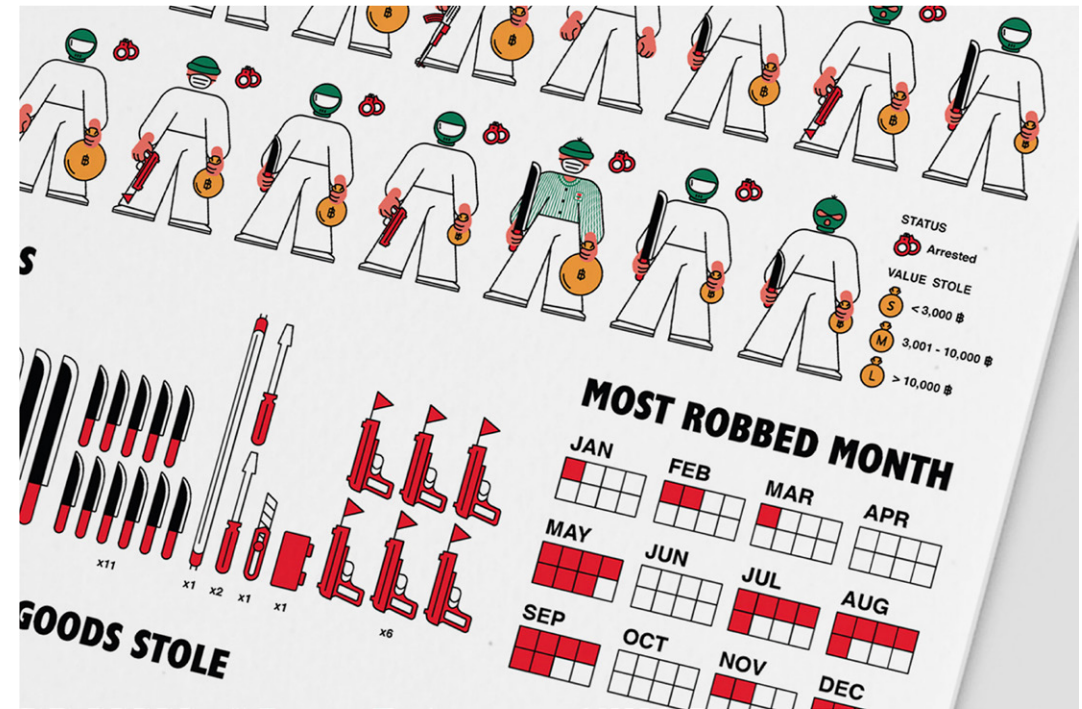 STATUS
Arrested
VALUE STOLE
S < 3,000 ฿
M 3,001 - 10,000 ฿
L > 10,000 ฿
S
x11
x1
x2
x1
x1
x6
GOODS STOLE
MOST ROBBED MONTH
JAN FEB MAR APR
MAY JUN JUL AUG
SEP OCT NOV DEC